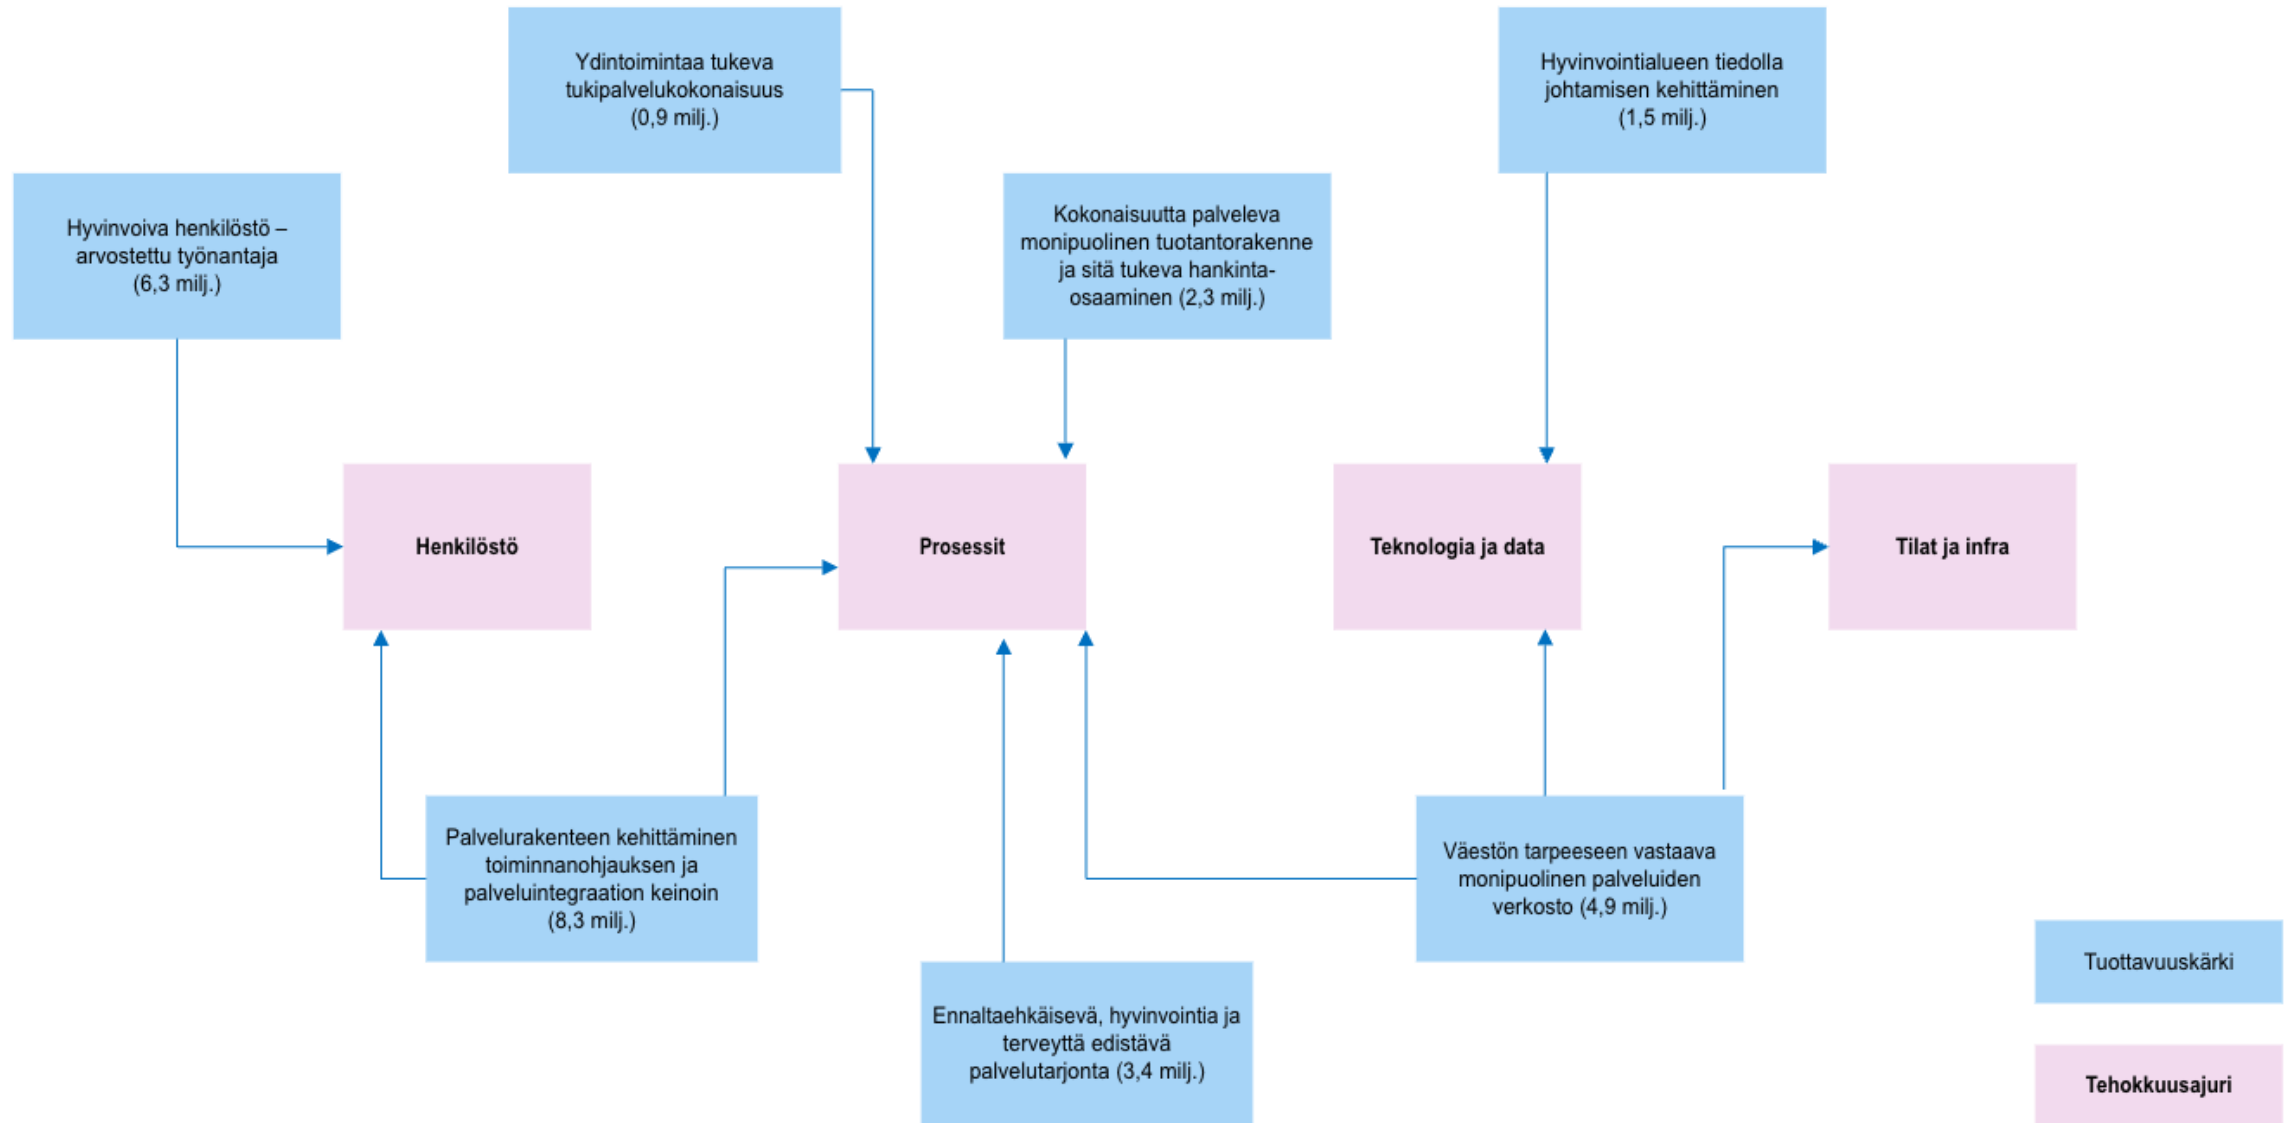 Ydintoimintaa tukeva
tukipalvelukokonaisuus
(0,9 milj.)
Hyvinvointialueen tiedolla
johtamisen kehittäminen
(1,5 milj.)
Hyvinvoiva henkilöstö –
arvostettu työnantaja
(6,3 milj.)
Kokonaisuutta palveleva
monipuolinen tuotantorakenne
ja sitä tukeva hankinta-
osaaminen (2,3 milj.)
Henkilöstö
Prosessit
Teknologia ja data
Tilat ja infra
Palvelurakenteen kehittäminen
toiminnanohjauksen ja
palveluintegraation keinoin
(8,3 milj.)
Väestön tarpeeseen vastaava
monipuolinen palveluiden
verkosto (4,9 milj.)
Ennaltaehkäisevä, hyvinvointia ja
terveyttä edistävä
palvelutarjonta (3,4 milj.)
Tuottavuuskärki
Tehokkuusajuri